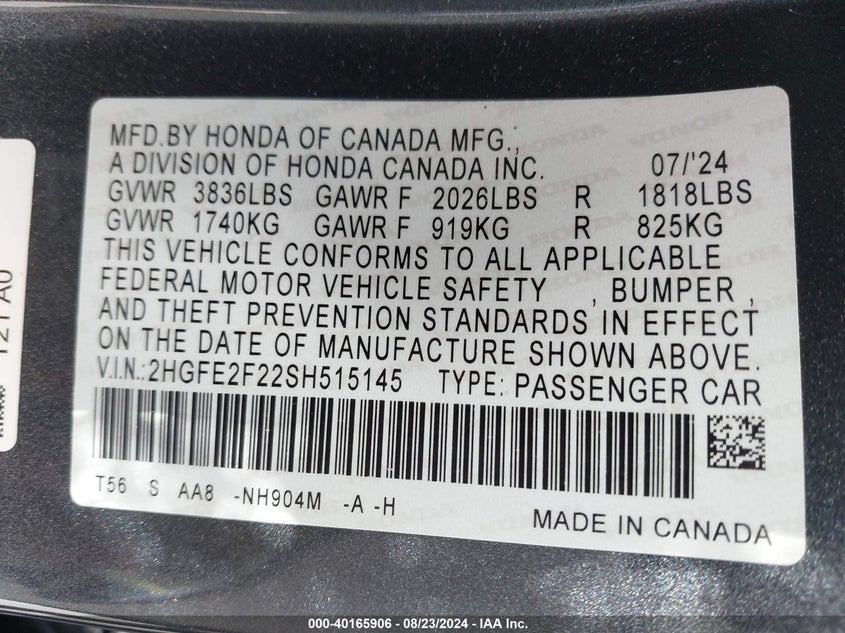 MFD.BY HONDA OF CANADA MFG.,
A DIVISION OF HONDA CANADA INC. 07/'24
GVWR 3836LBS GAWR F 2026LBS R 1818LBS
GVWR 1740KG GAWR F 919KG R 825KG
THIS VEHICLE CONFORMS TO ALL APPLICABLE
FEDERAL MOTOR VEHICLE SAFETY , BUMPER ,
AND THEFT PREVENTION STANDARDS IN EFFECT
ON THE DATE OF MANUFACTURE SHOWN ABOVE.
V.I.N.:2HGFE2F22SH515145 TYPE: PASSENGER CAR
T56 S AA8 -NH904M -A -H
MADE IN CANADA
000-40165906 - 08/23/2024 - IAA Inc.